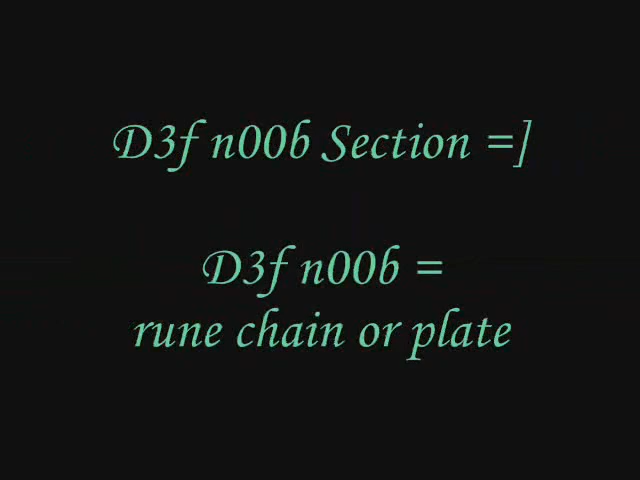 D3f n00b Section =]
D3f n00b =
rune chain or plate